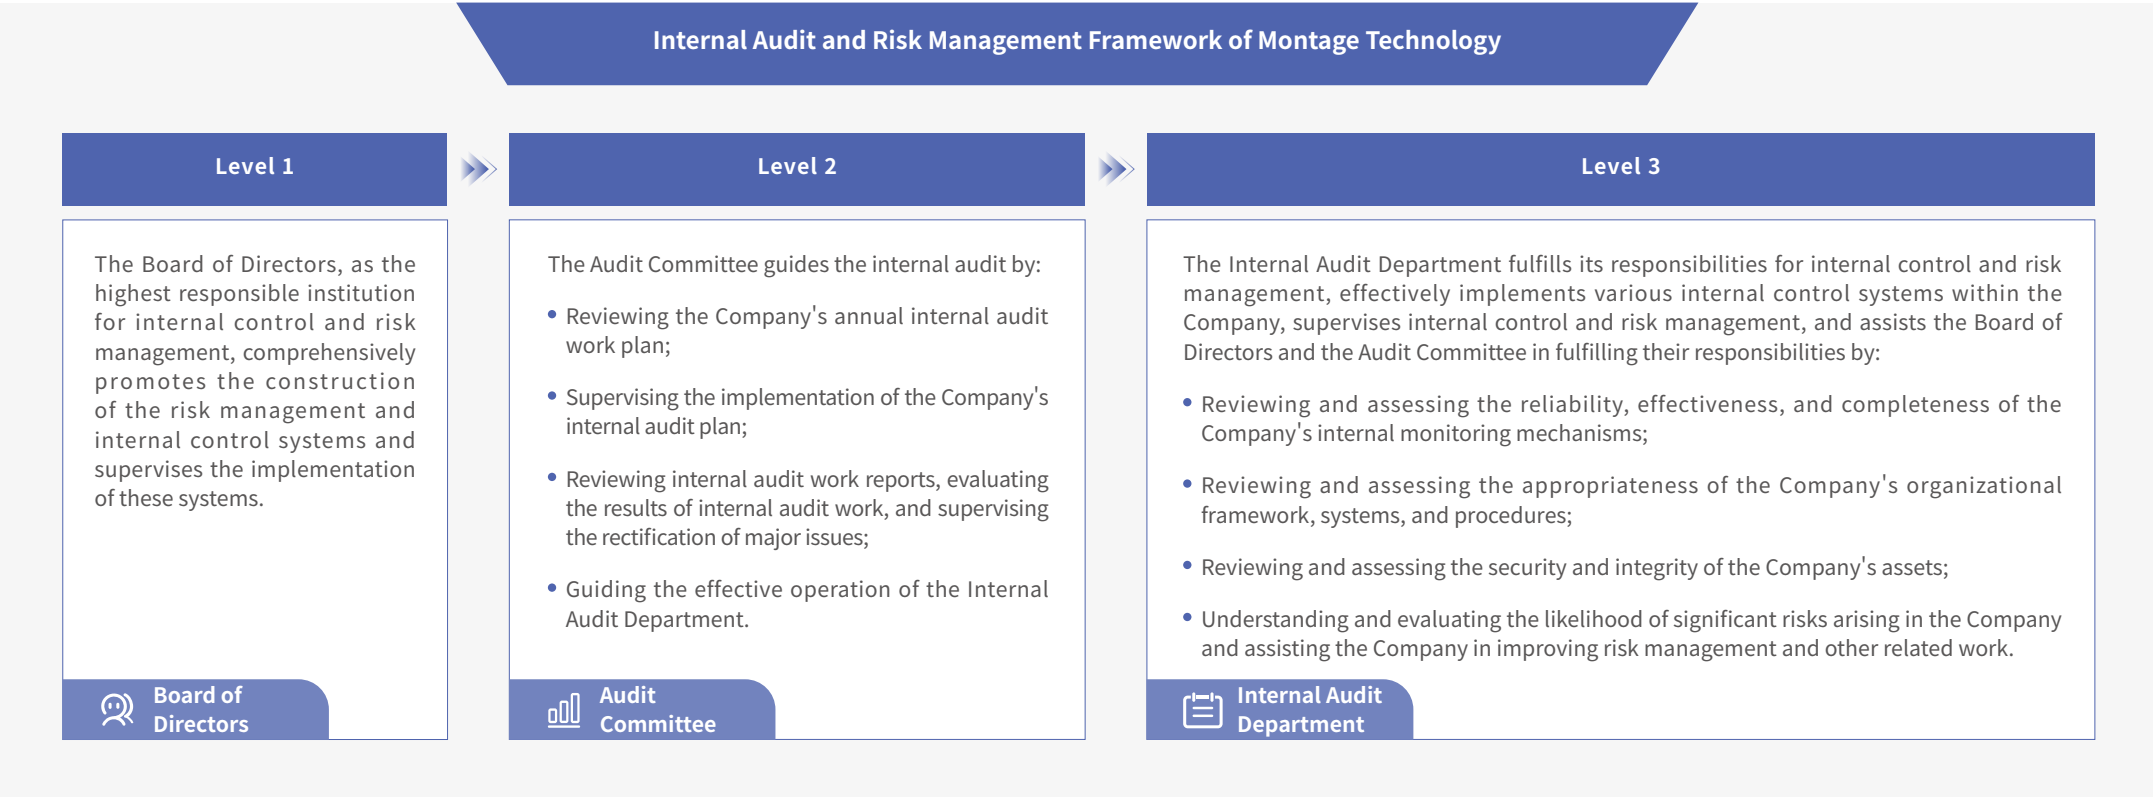 Internal Audit and Risk Management Framework of Montage Technology
Level 1
The Board of Directors, as the
highest responsible institution
for internal control and risk
management, comprehensively
promotes the construction
of the risk management and
internal control systems and
supervises the implementation
of these systems.
Board of
Directors
Level 2
The Audit Committee guides the internal audit by:
• Reviewing the Company's annual internal audit
work plan;
• Supervising the implementation of the Company's
internal audit plan;
• Reviewing internal audit work reports, evaluating
the results of internal audit work, and supervising
the rectification of major issues;
• Guiding the effective operation of the Internal
Audit Department.
Audit
Committee
Level 3
The Internal Audit Department fulfills its responsibilities for internal control and risk
management, effectively implements various internal control systems within the
Company, supervises internal control and risk management, and assists the Board of
Directors and the Audit Committee in fulfilling their responsibilities by:
• Reviewing and assessing the reliability, effectiveness, and completeness of the
Company's internal monitoring mechanisms;
• Reviewing and assessing the appropriateness of the Company's organizational
framework, systems, and procedures;
• Reviewing and assessing the security and integrity of the Company's assets;
• Understanding and evaluating the likelihood of significant risks arising in the Company
and assisting the Company in improving risk management and other related work.
Internal Audit
Department